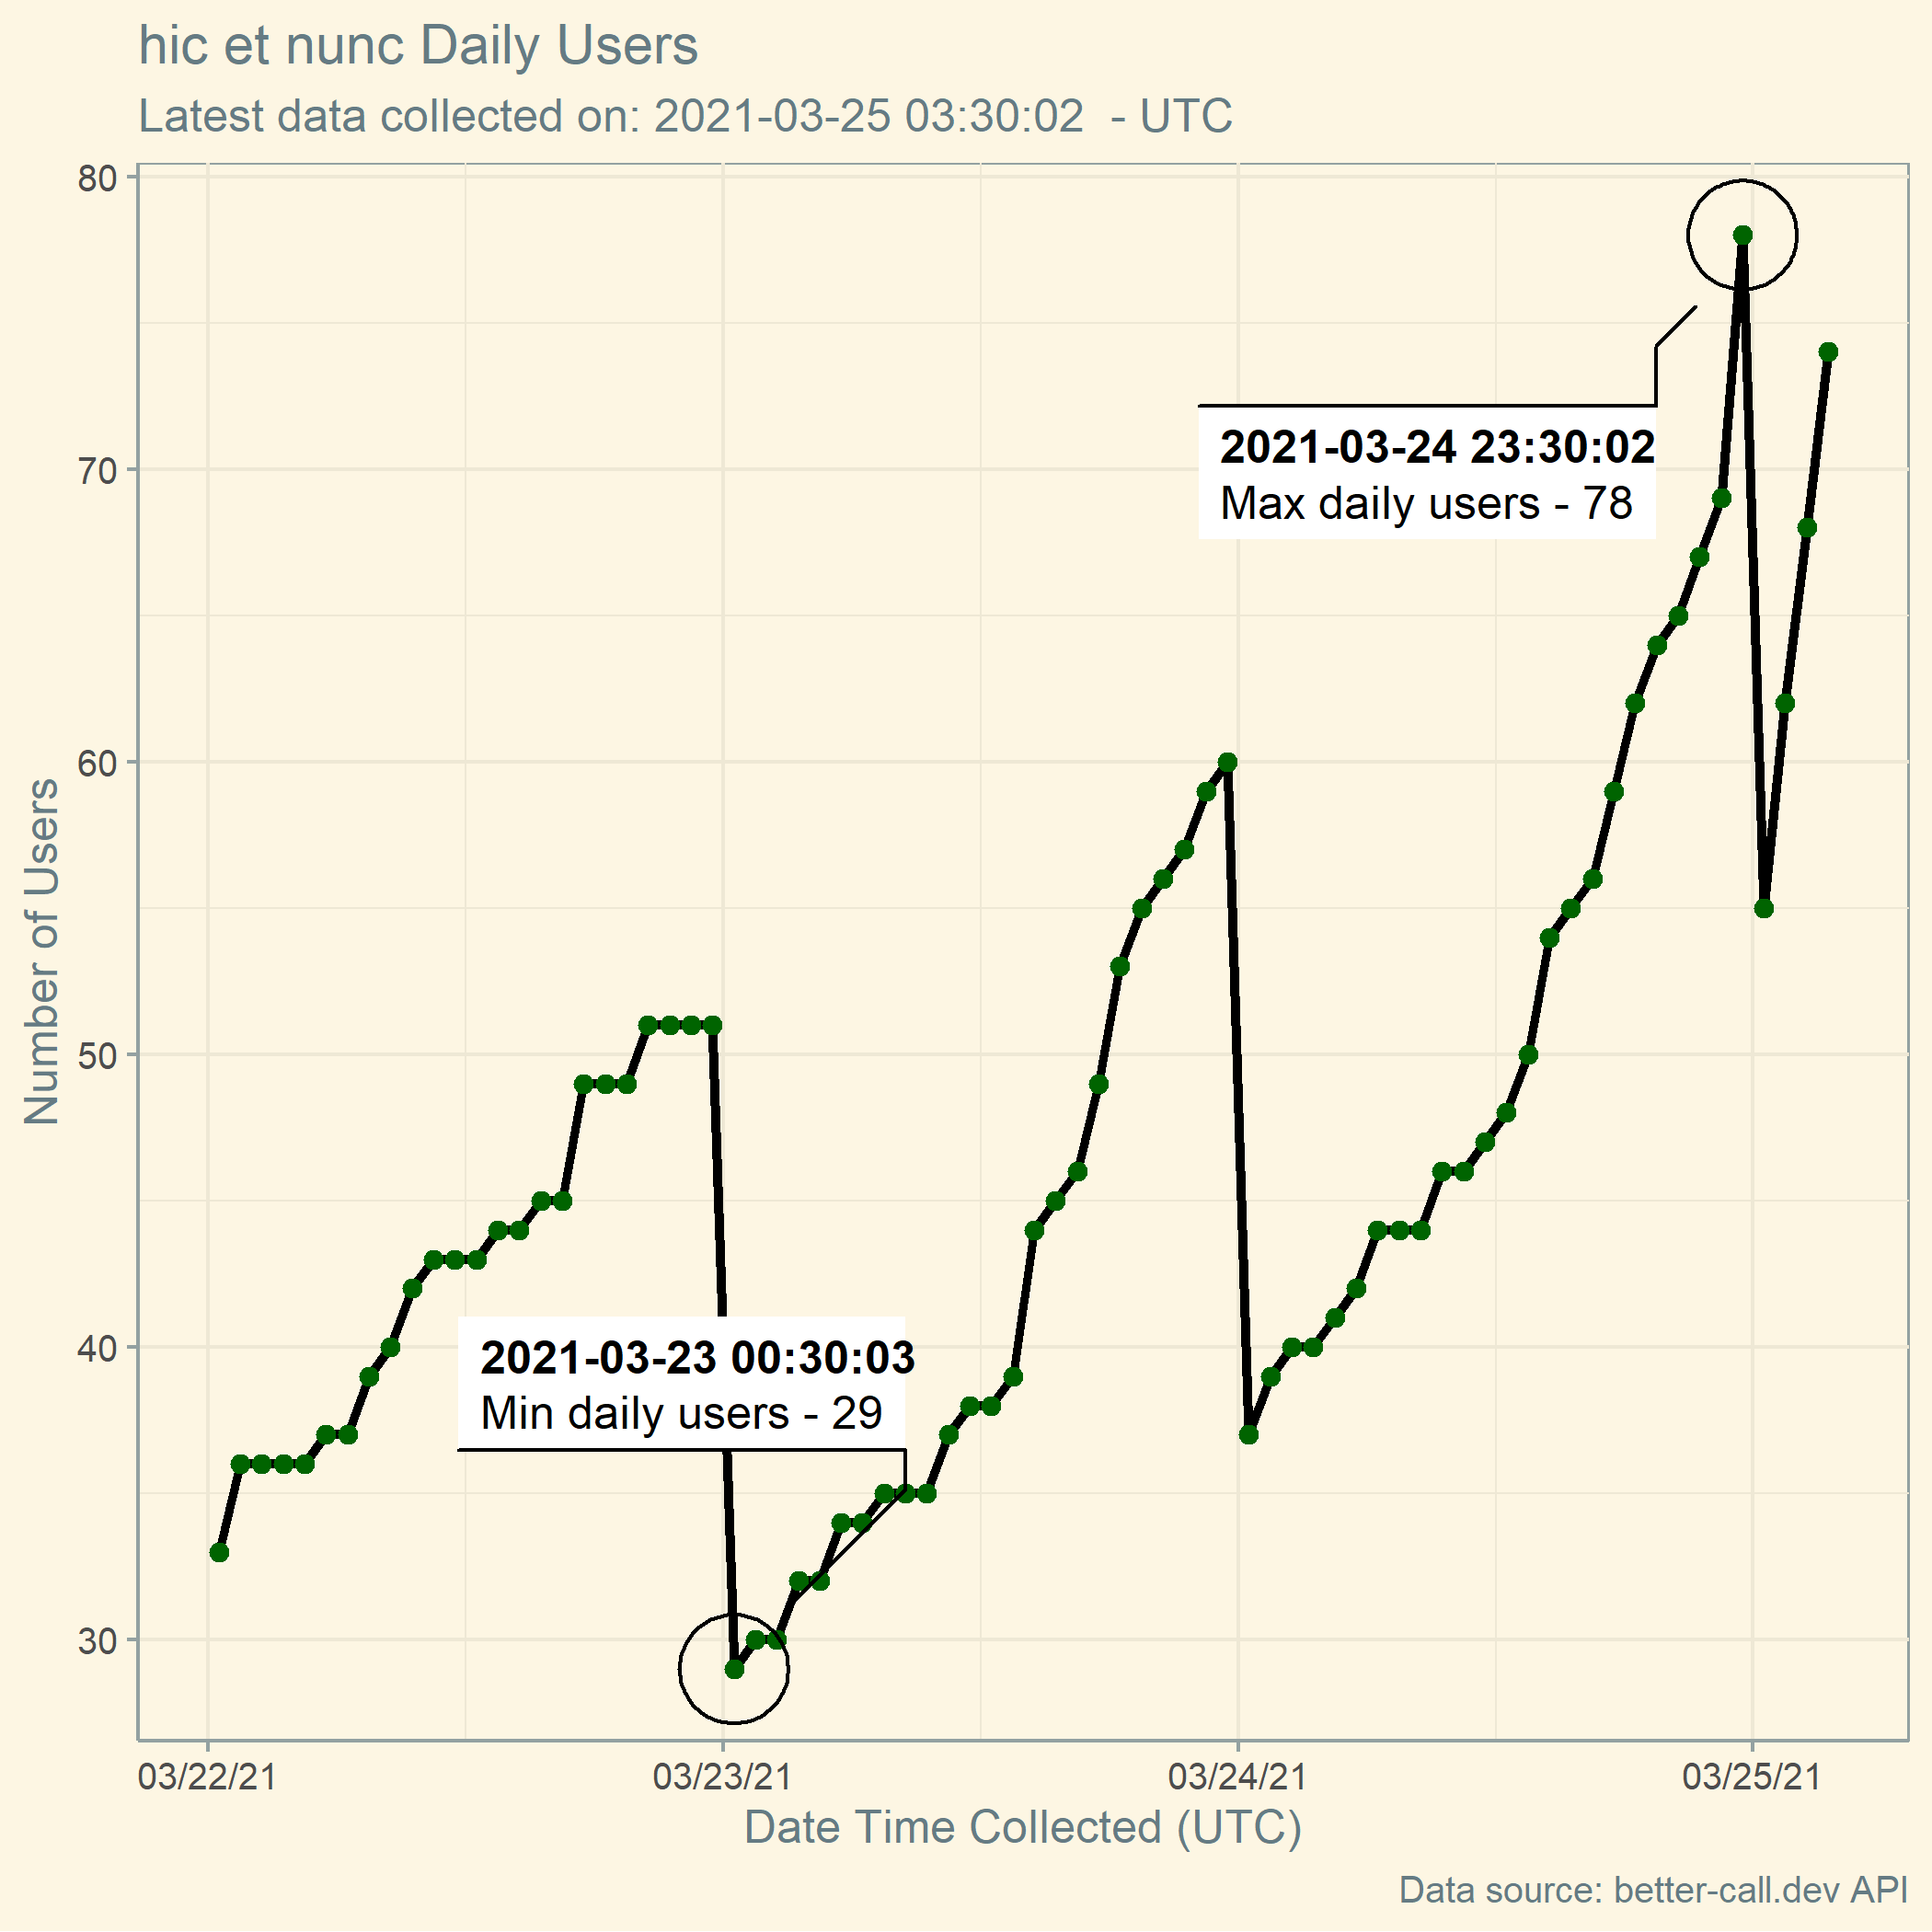 hic et nunc Daily Users
Latest data collected on: 2021-03-25 03:30:02  - UTC
80
70
60
50
40
30
Number of Users
2021-03-24 23:30:02
Max daily users - 78
2021-03-23 00:30:03
Min daily users - 29
03/22/21
03/23/21
03/24/21
03/25/21
Date Time Collected (UTC)
Data source: better-call.dev API